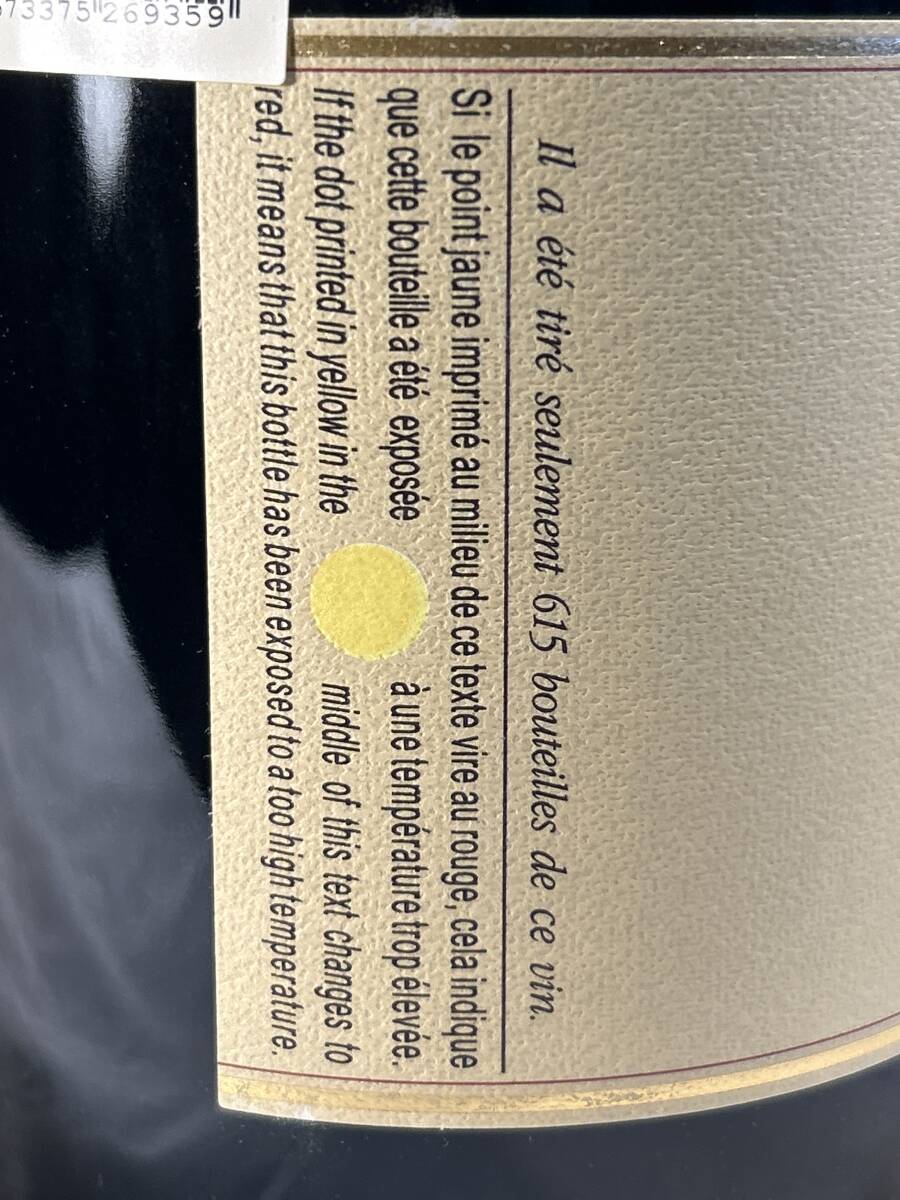 73375 269359
Il a été tiré seulement 615 bouteilles de ce vin.
Si le point jaune imprimé au milieu de ce texte vire au rouge, cela indique
que cette bouteille a été exposée à une température trop élevée.
If the dot printed in yellow in the middle of this text changes to
red, it means that this bottle has been exposed to a too high temperature.